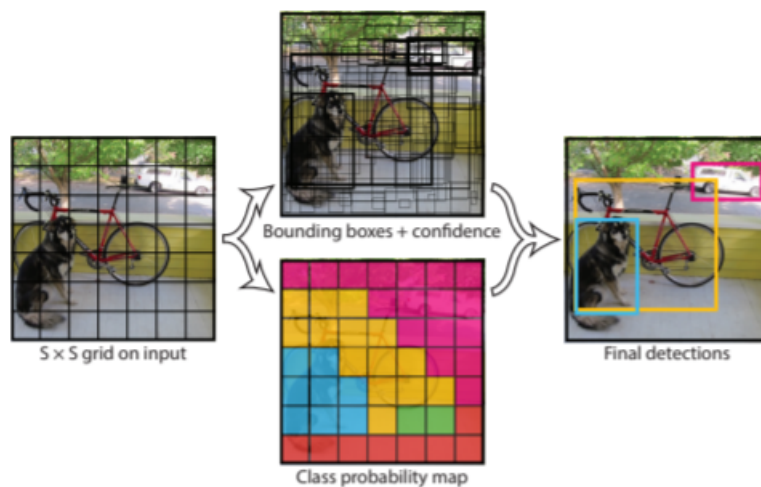 Bounding boxes + confidence
S × S grid on input
Final detections
Class probability map